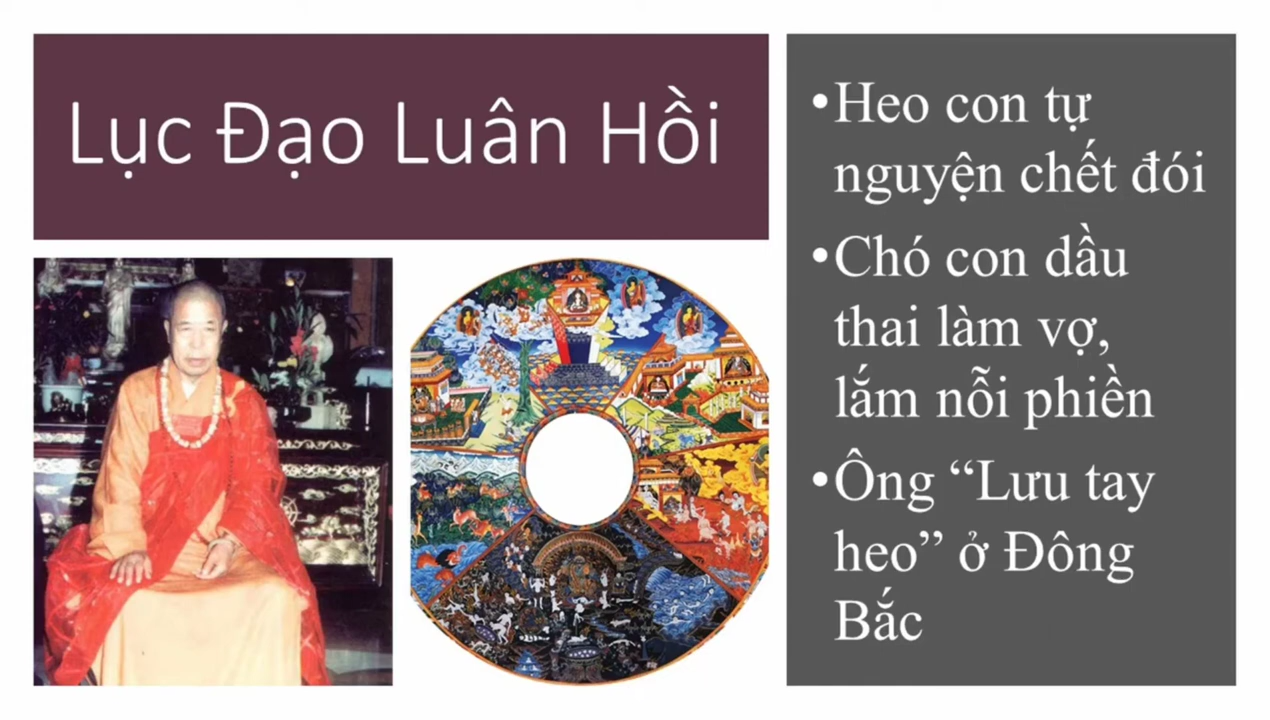 Lục Đạo Luân Hồi
•Heo con tự
nguyện chết đói
•Chó con dầu
thai làm vợ,
lắm nỗi phiền
•Ông “Lưu tay
heo” ở Đông
Bắc